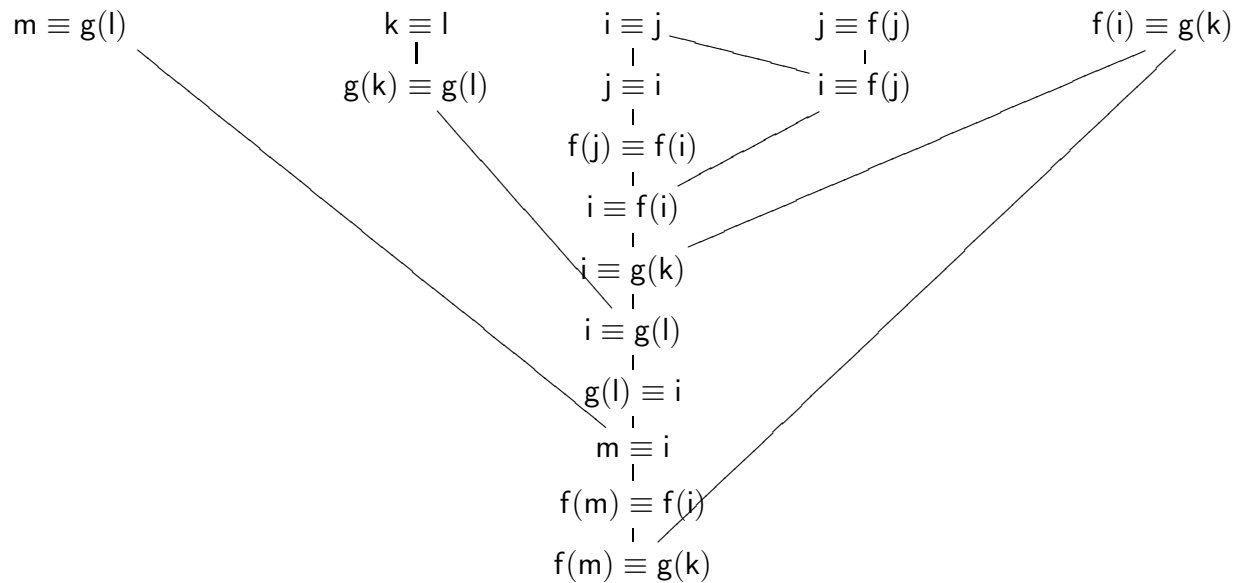 m ≡ g(l) k ≡ l i ≡ j j ≡ f(j) f(i) ≡ g(k)
g(k) ≡ g(l) j ≡ i i ≡ f(j)
f(j) ≡ f(i)
i ≡ f(i)
i ≡ g(k)
i ≡ g(l)
g(l) ≡ i
m ≡ i
f(m) ≡ f(i)
f(m) ≡ g(k)